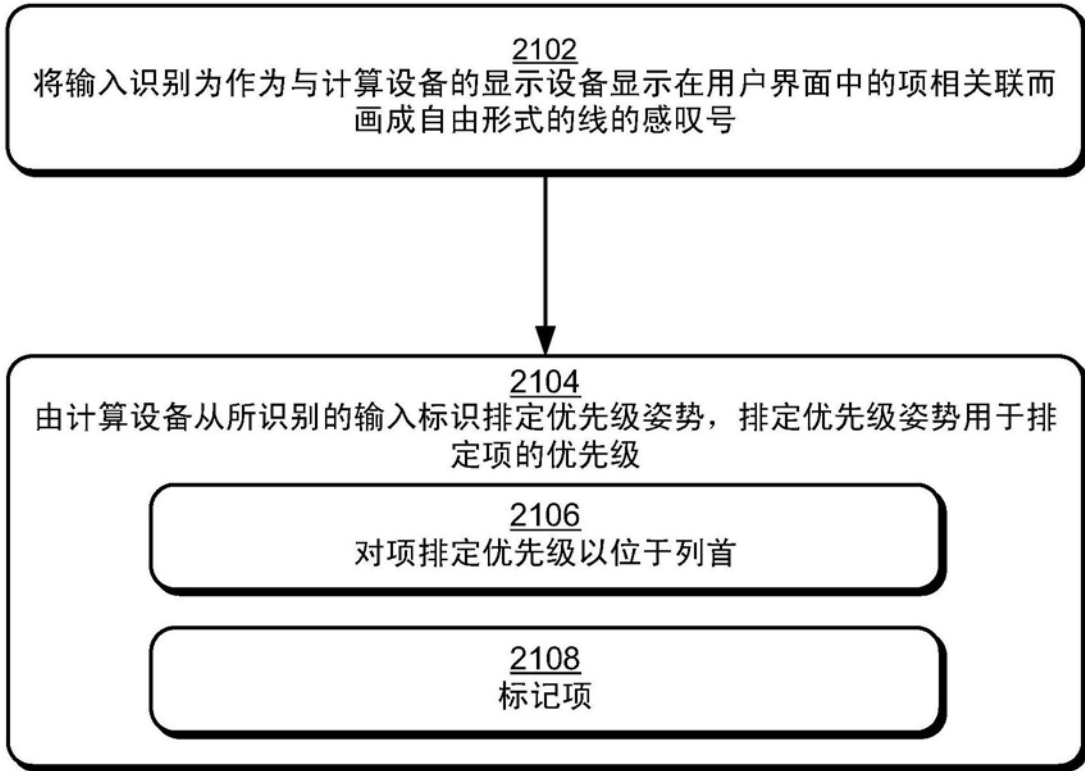 2102
将输入识别为作为与计算设备的显示设备显示在用户界面中的项相关联而
画成自由形式的线的感叹号
2104
由计算设备从所识别的输入标识排定优先级姿势，排定优先级姿势用于排
定项的优先级
2106
对项排定优先级以位于列首
2108
标记项